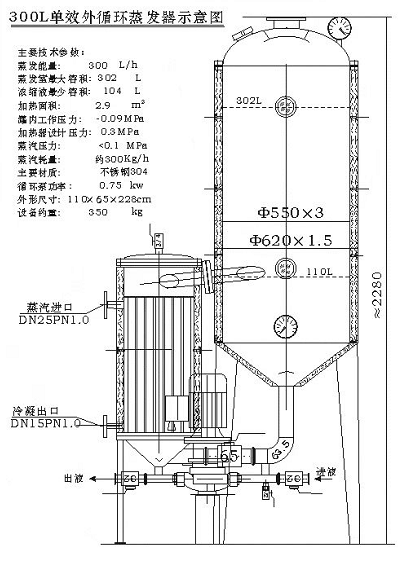 300L单效外循环蒸发器示意图
主要技术参数:
蒸发能量: 300 L/h
蒸发室最大容积: 302 L
浓缩液最少容积: 104 L
加热面积: 2.9 m²
罐内工作压力: -0.09MPa
加热器设计压力: 0.3MPa
蒸汽压力: <0.1 MPa
蒸汽耗量: 约300Kg/h
主要材质: 不锈钢304
循环泵功率: 0.75 kw
外形尺寸: 110×65×228cm
设备约重: 350 kg
302L
Φ550×3
Φ620×1.5
110L
≈2280
蒸汽进口
DN25PN1.0
冷凝出口
DN15PN1.0
65
63.5
出液
进液